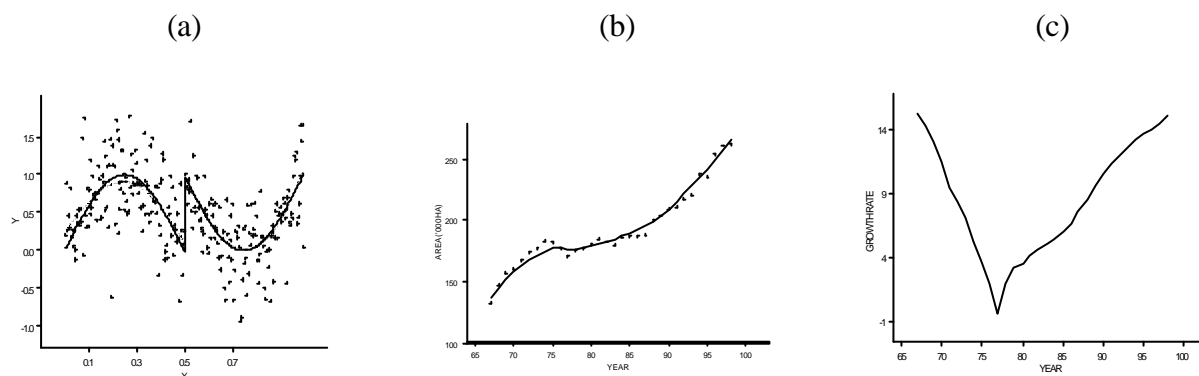 (a)
(b)
(c)
1.5
1.0
0.5
0.0
-0.5
-1.0
Y
0.1 0.3 0.5 0.7
X
250
200
150
100
AREA ('000HA)
65 70 75 80 85 90 95 100
YEAR
14
9
4
-1
GROWTHRATE
65 70 75 80 85 90 95 100
YEAR